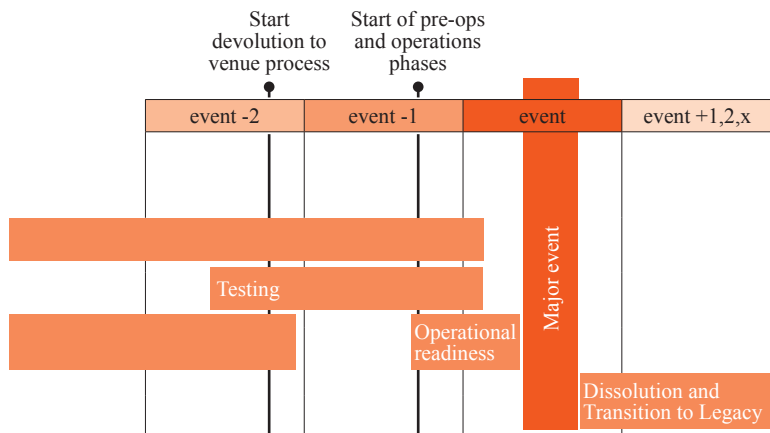 Start
devolution to
venue process
Start of pre-ops
and operations
phases
event -2
event -1
event
event +1,2,x
Testing
Operational
readiness
Major event
Dissolution and
Transition to Legacy